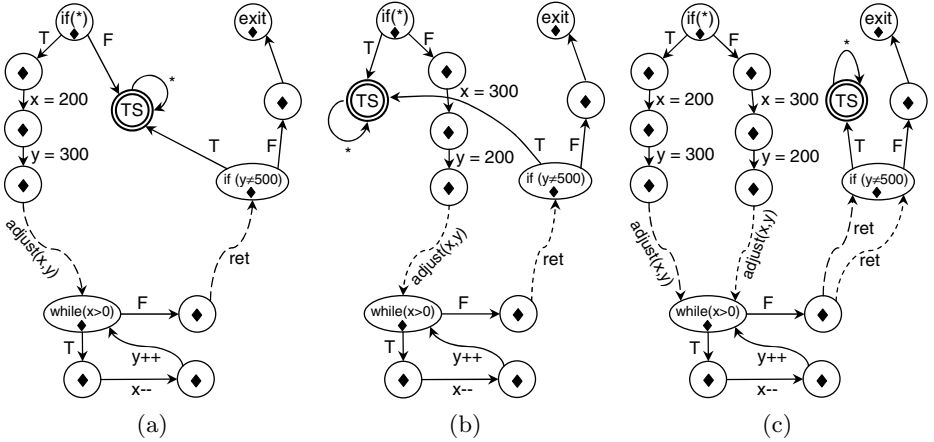 if(*)
T
F
x = 200
y = 300
TS
*
exit
T
F
if (y≠500)
adjust(x,y)
ret
while(x>0)
F
T
y++
x--
(a)
if(*)
T
F
x = 300
y = 200
TS
*
exit
T
F
if (y≠500)
adjust(x,y)
ret
while(x>0)
F
T
y++
x--
(b)
if(*)
T
F
x = 200
x = 300
y = 300
y = 200
*
TS
exit
T
F
if (y≠500)
adjust(x,y)
adjust(x,y)
ret
ret
while(x>0)
F
T
y++
x--
(c)